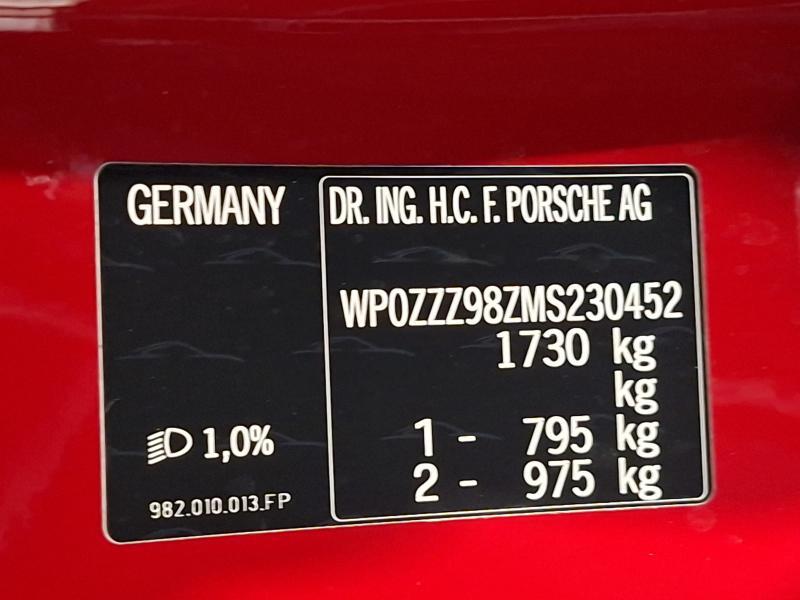 GERMANY
DR. ING. H.C. F. PORSCHE AG
WP0ZZZ98ZMS230452
1730 kg
kg
1 - 795 kg
2 - 975 kg
1,0%
982.010.013.FP